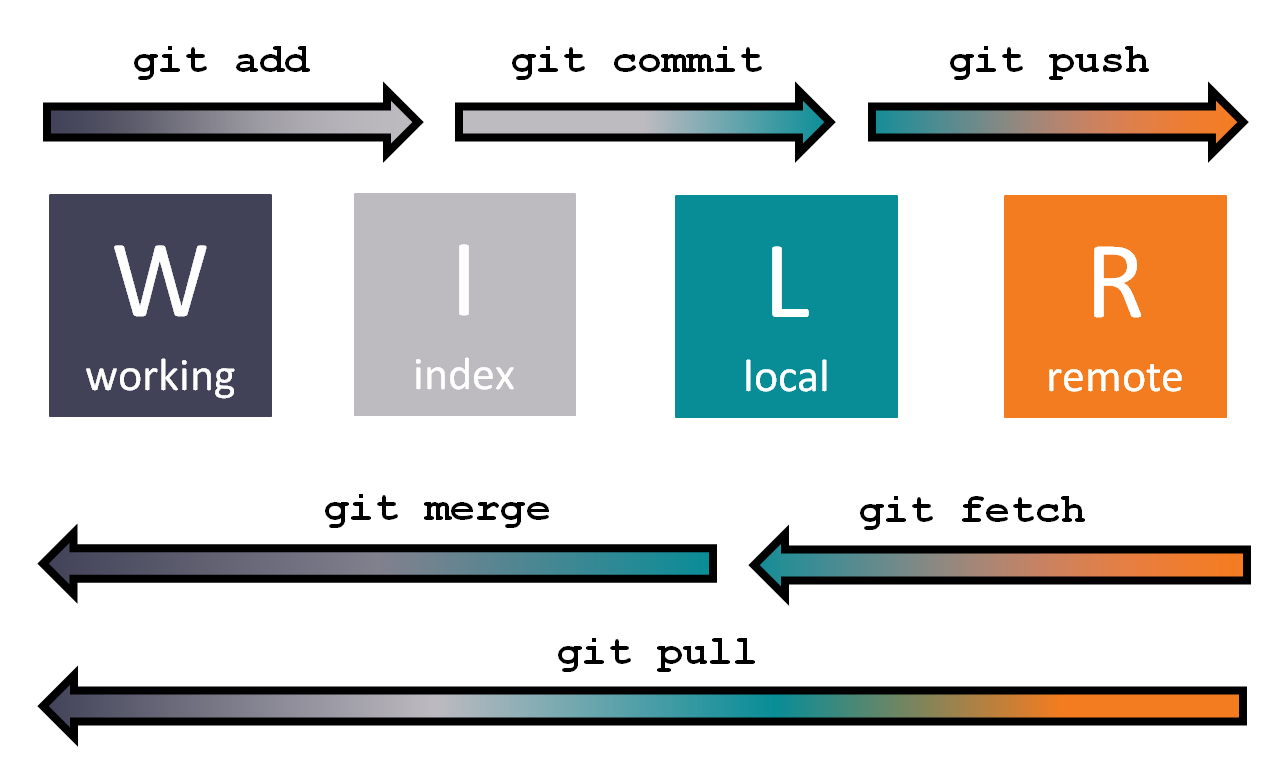 git add
git commit
git push
W
working
I
index
L
local
R
remote
git merge
git fetch
git pull